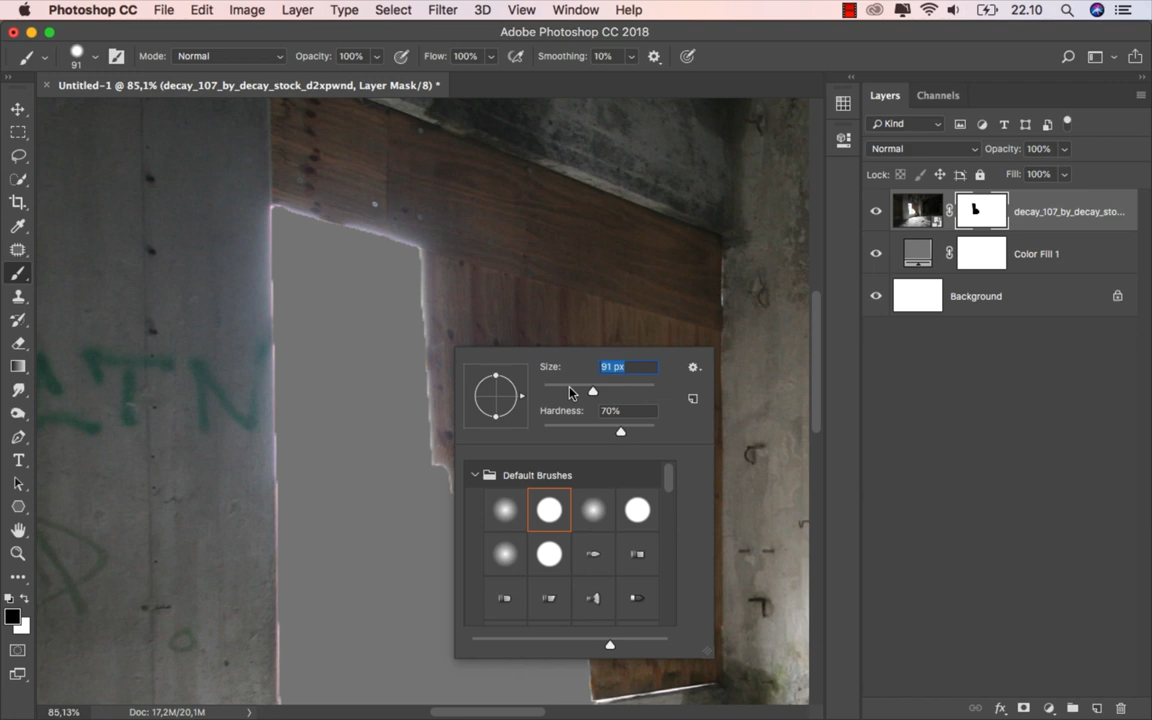 Photoshop CC File Edit Image Layer Type Select Filter 3D View Window Help 22.10
Adobe Photoshop CC 2018
91 Mode: Normal Opacity: 100% Flow: 100% Smoothing: 10%
Untitled-1 @ 85,1% (decay_107_by_decay_stock_d2xpwnd, Layer Mask/8) *
Layers Channels
Kind
Normal Opacity: 100%
Lock: Fill: 100%
decay_107_by_decay_sto...
Color Fill 1
Background
ATN
Size: 91 px
Hardness: 70%
Default Brushes
85,13% Doc: 17,2M/20,1M